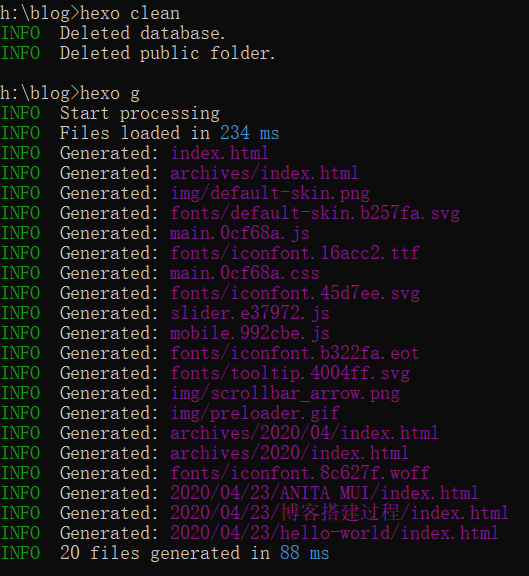 h:\blog>hexo clean
INFO  Deleted database.
INFO  Deleted public folder.
h:\blog>hexo g
INFO  Start processing
INFO  Files loaded in 234 ms
INFO  Generated: index.html
INFO  Generated: archives/index.html
INFO  Generated: img/default-skin.png
INFO  Generated: fonts/default-skin.b257fa.svg
INFO  Generated: main.0cf68a.js
INFO  Generated: fonts/iconfont.16acc2.ttf
INFO  Generated: main.0cf68a.css
INFO  Generated: fonts/iconfont.45d7ee.svg
INFO  Generated: slider.e37972.js
INFO  Generated: mobile.992cbe.js
INFO  Generated: fonts/iconfont.b322fa.eot
INFO  Generated: fonts/tooltip.4004ff.svg
INFO  Generated: img/scrollbar_arrow.png
INFO  Generated: img/preloader.gif
INFO  Generated: archives/2020/04/index.html
INFO  Generated: archives/2020/index.html
INFO  Generated: fonts/iconfont.8c627f.woff
INFO  Generated: 2020/04/23/ANITA MUI/index.html
INFO  Generated: 2020/04/23/博客搭建过程/index.html
INFO  Generated: 2020/04/23/hello-world/index.html
INFO  20 files generated in 88 ms